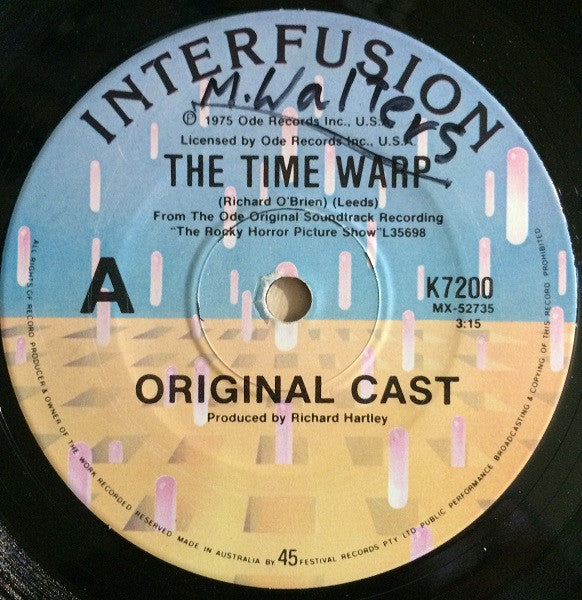 INTERFUSION
M. Walters
℗ 1975 Ode Records Inc., U.S.A.
Licensed by Ode Records Inc., U.S.A.
THE TIME WARP
(Richard O'Brien) (Leeds)
From The Ode Original Soundtrack Recording
"The Rocky Horror Picture Show" L35698
A
K7200
MX-52735
3:15
ORIGINAL CAST
Produced by Richard Hartley
ALL RIGHTS OF RECORD PRODUCER & OWNER OF THE WORK RECORDED RESERVED MADE IN AUSTRALIA BY 45 FESTIVAL RECORDS PTY LTD PUBLIC PERFORMANCE BROADCASTING & COPYING OF THIS RECORD PROHIBITED